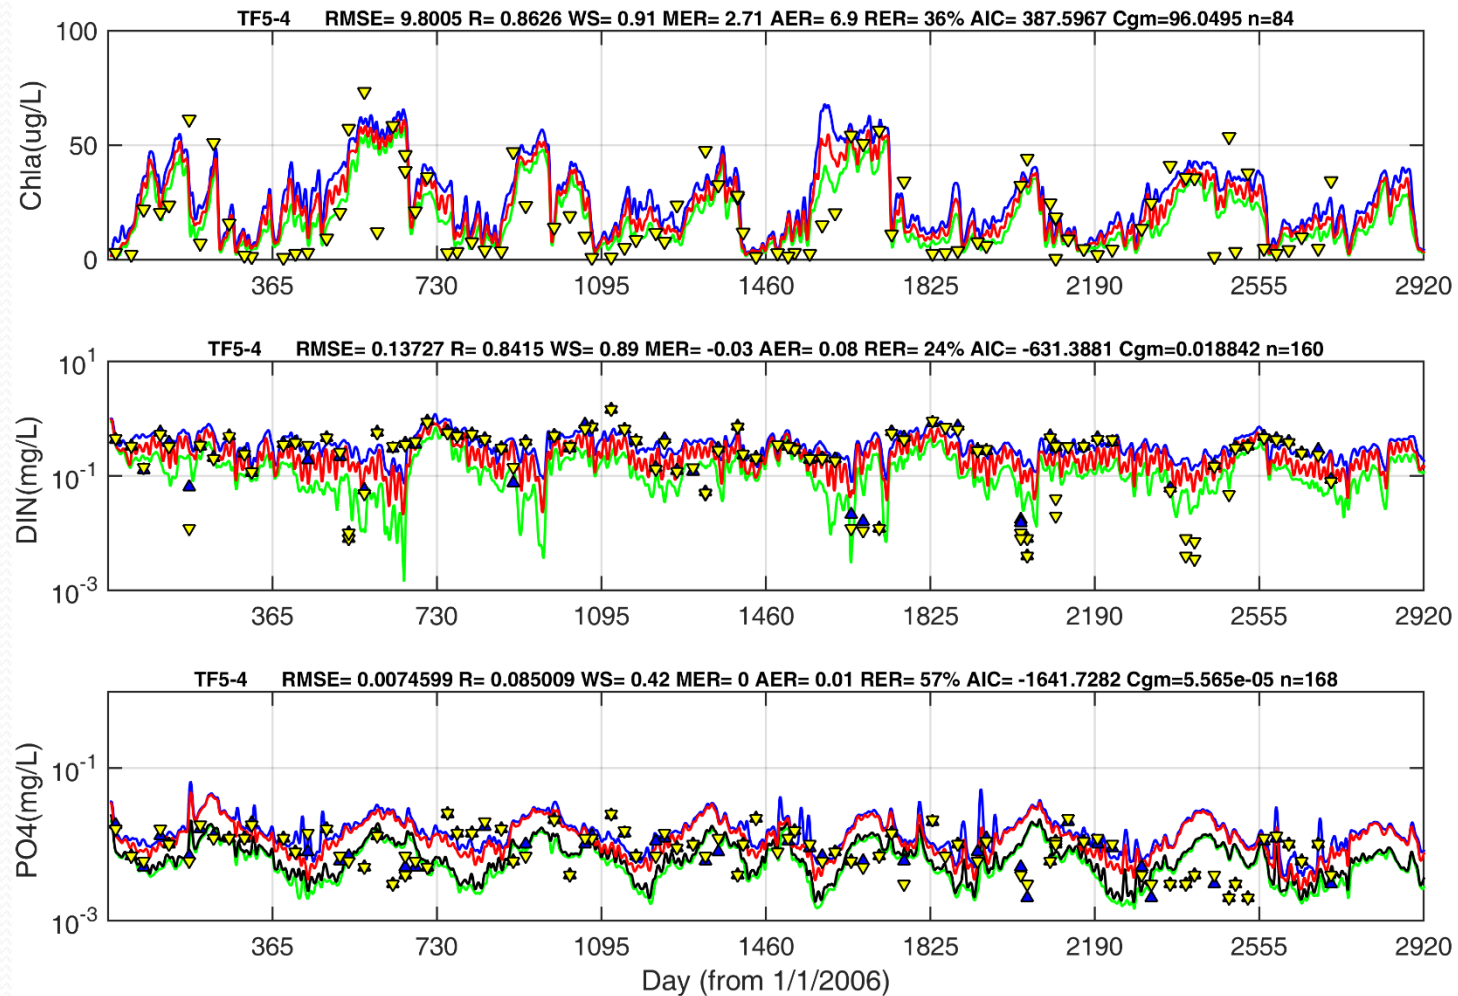 TF5-4 RMSE= 9.8005 R= 0.8626 WS= 0.91 MER= 2.71 AER= 6.9 RER= 36% AIC= 387.5967 Cgm=96.0495 n=84
100
50
0
Chla(ug/L)
365 730 1095 1460 1825 2190 2555 2920
TF5-4 RMSE= 0.13727 R= 0.8415 WS= 0.89 MER= -0.03 AER= 0.08 RER= 24% AIC= -631.3881 Cgm=0.018842 n=160
10^1
10^-1
10^-3
DIN(mg/L)
365 730 1095 1460 1825 2190 2555 2920
TF5-4 RMSE= 0.0074599 R= 0.085009 WS= 0.42 MER= 0 AER= 0.01 RER= 57% AIC= -1641.7282 Cgm=5.565e-05 n=168
10^-1
10^-3
PO4(mg/L)
365 730 1095 1460 1825 2190 2555 2920
Day (from 1/1/2006)